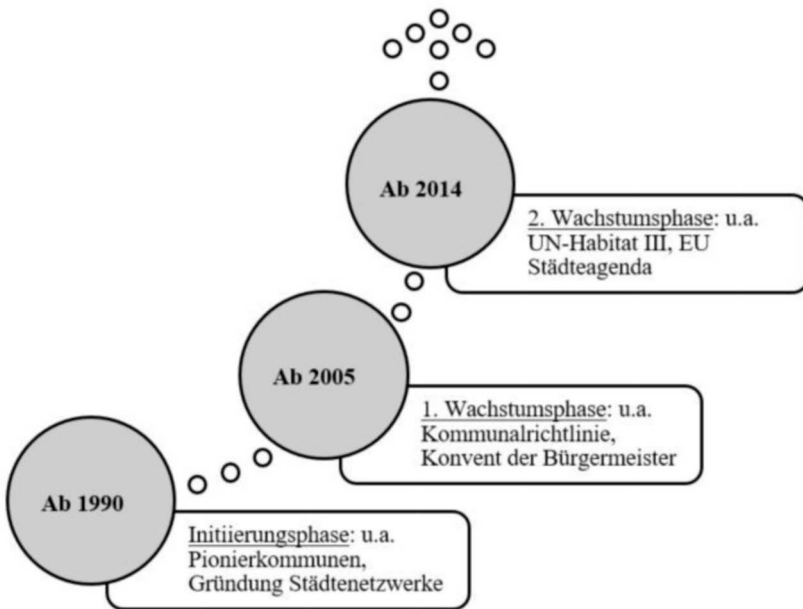 Ab 2014
2. Wachstumsphase: u.a.
UN-Habitat III, EU
Städteagenda
Ab 2005
1. Wachstumsphase: u.a.
Kommunalrichtlinie,
Konvent der Bürgermeister
Ab 1990
Initiierungsphase: u.a.
Pionierkommunen,
Gründung Städtenetzwerke